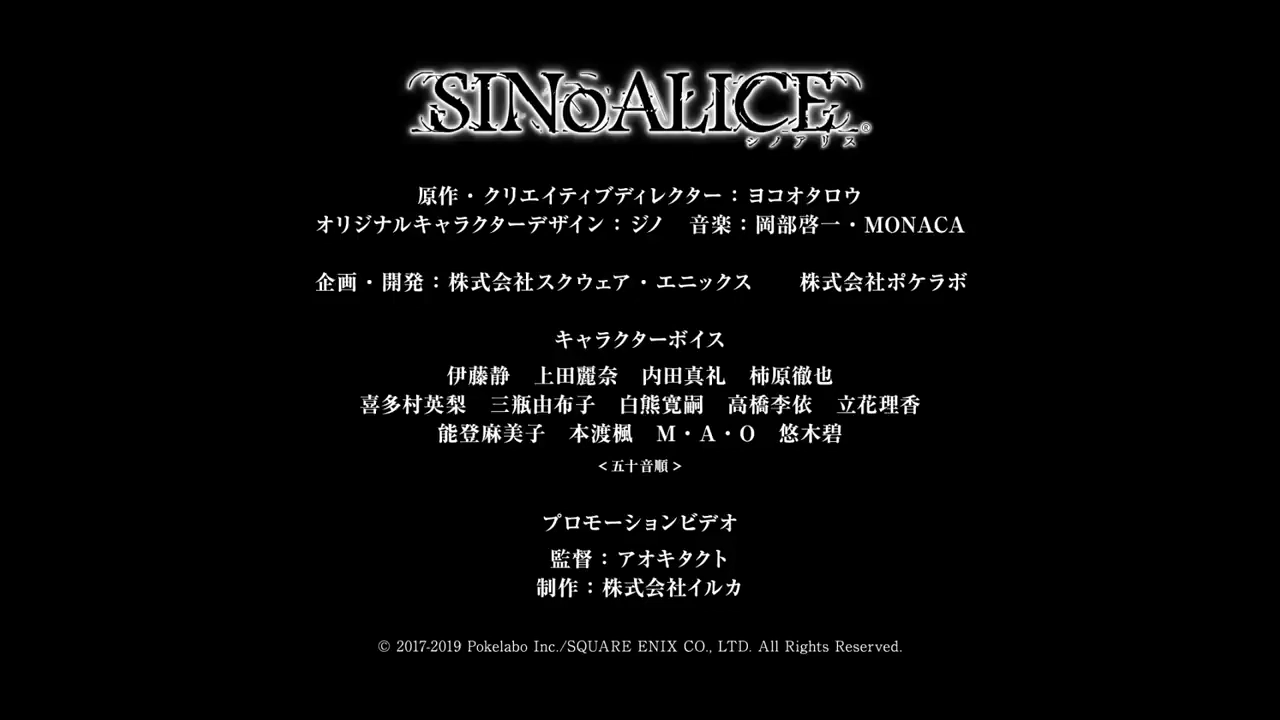 SINoALICE®
シノアリス
原作・クリエイティブディレクター：ヨコオタロウ
オリジナルキャラクターデザイン：ジノ　音楽：岡部啓一・MONACA
企画・開発：株式会社スクウェア・エニックス　　株式会社ポケラボ
キャラクターボイス
伊藤静　上田麗奈　内田真礼　柿原徹也
喜多村英梨　三瓶由布子　白熊寛嗣　高橋李依　立花理香
能登麻美子　本渡楓　M・A・O　悠木碧
＜五十音順＞
プロモーションビデオ
監督：アオキタクト
制作：株式会社イルカ
© 2017-2019 Pokelabo Inc./SQUARE ENIX CO., LTD. All Rights Reserved.